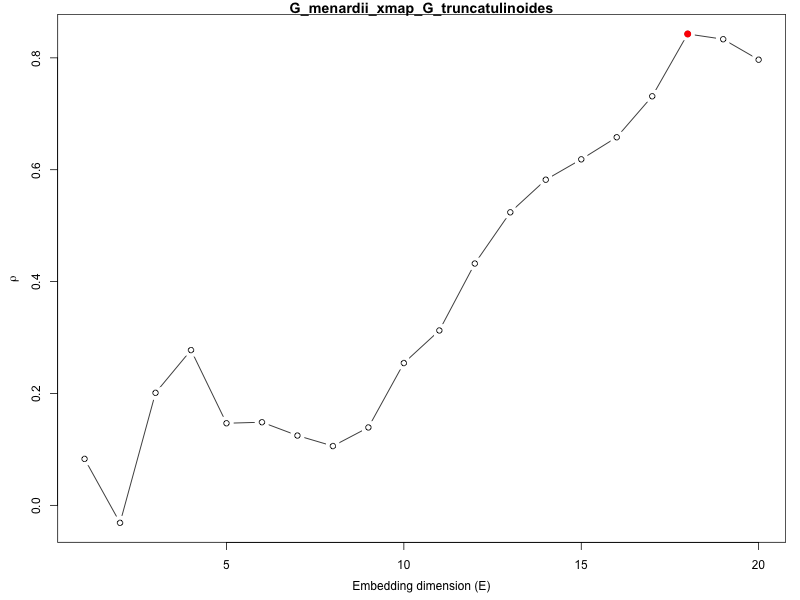 G_menardii_xmap_G_truncatulinoides
0.8
0.6
0.4
0.2
0.0
ρ
5 10 15 20
Embedding dimension (E)